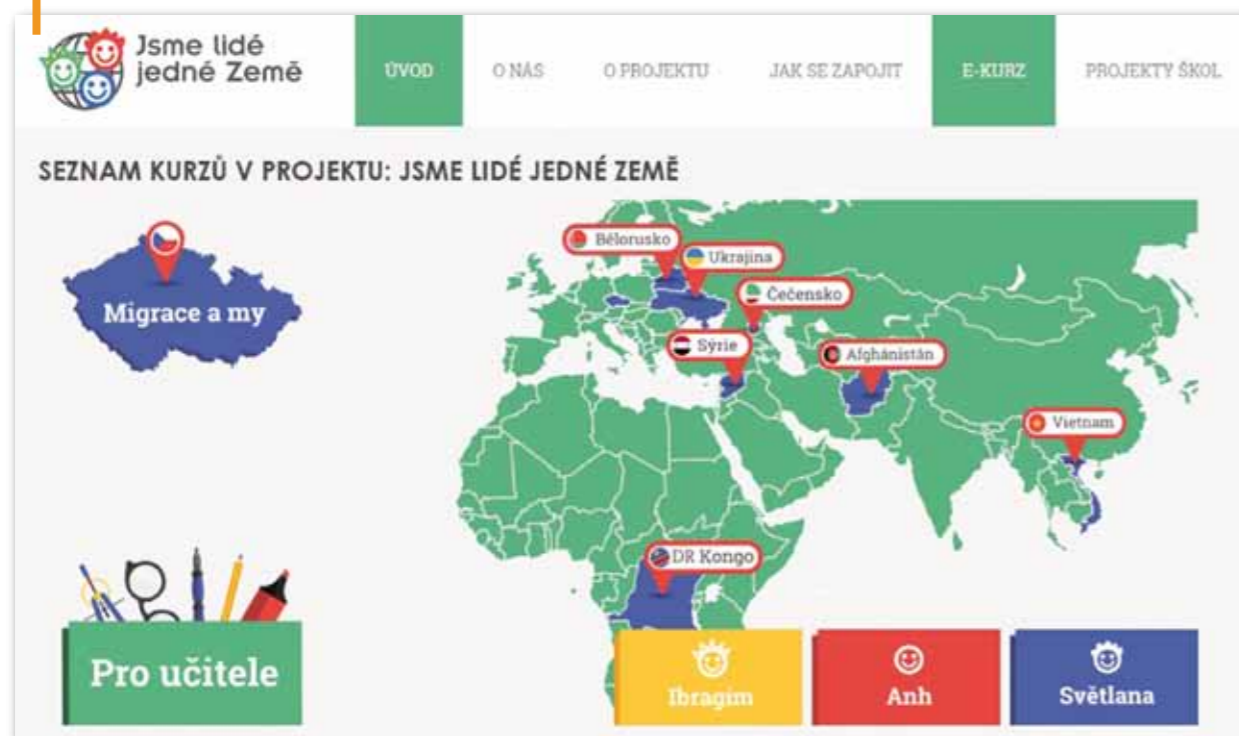 Jsme lidé
jedné Země
ÚVOD
O NÁS
O PROJEKTU
JAK SE ZAPOJIT
E-KURZ
PROJEKTY ŠKOL
SEZNAM KURZŮ V PROJEKTU: JSME LIDÉ JEDNÉ ZEMĚ
Migrace a my
Bělorusko
Ukrajina
Čečensko
Sýrie
Afghánistán
Vietnam
DR Kongo
Pro učitele
Ibragim
Anh
Světlana